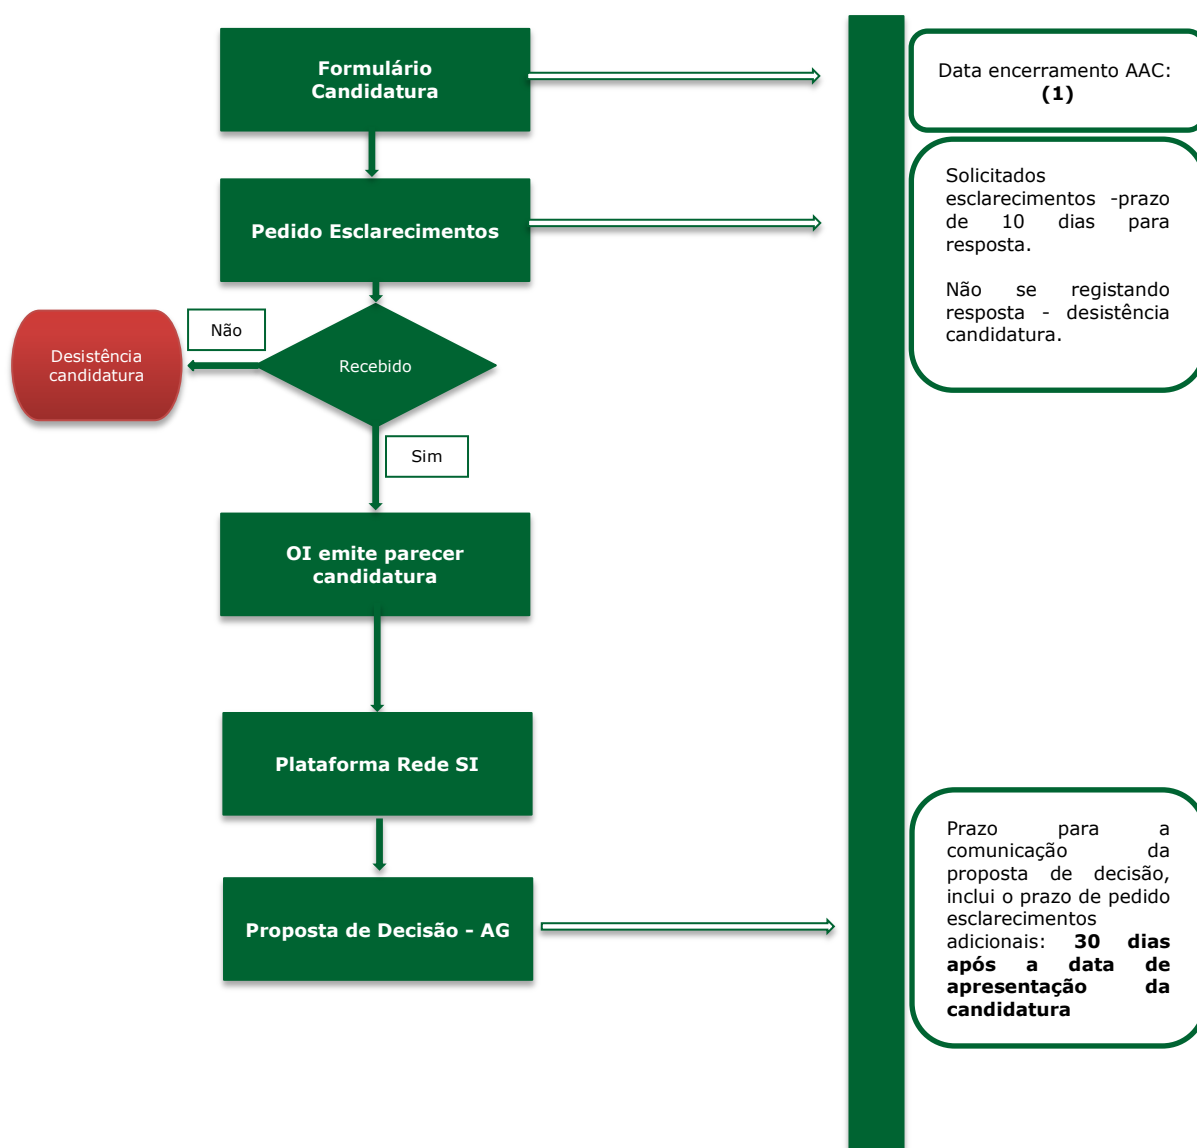 Formulário
Candidatura
Data encerramento AAC:
(1)
Pedido Esclarecimentos
Solicitados
esclarecimentos -prazo
de 10 dias para
resposta.
Não se registando
resposta - desistência
candidatura.
Não
Desistência
candidatura
Recebido
Sim
OI emite parecer
candidatura
Plataforma Rede SI
Proposta de Decisão - AG
Prazo para a
comunicação da
proposta de decisão,
inclui o prazo de pedido
esclarecimentos
adicionais: 30 dias
após a data de
apresentação da
candidatura